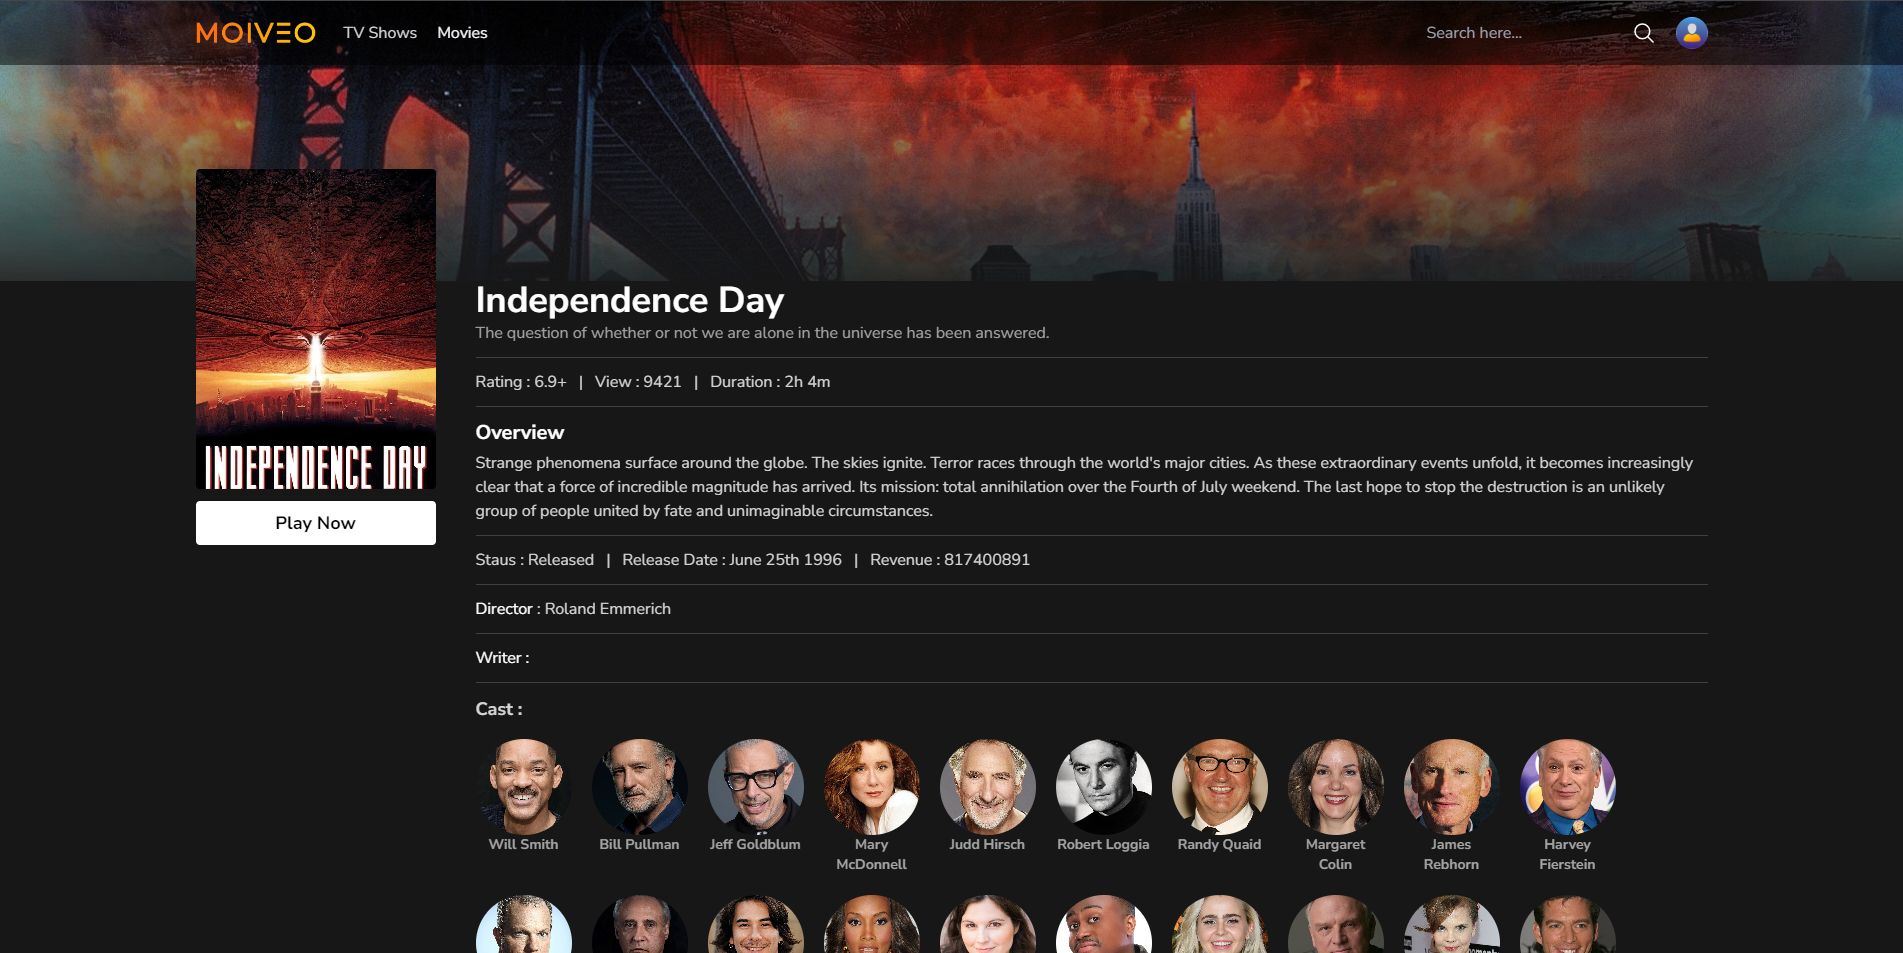 MOIVEO TV Shows Movies Search here...
INDEPENDENCE DAY
Play Now
Independence Day
The question of whether or not we are alone in the universe has been answered.
Rating : 6.9+ | View : 9421 | Duration : 2h 4m
Overview
Strange phenomena surface around the globe. The skies ignite. Terror races through the world's major cities. As these extraordinary events unfold, it becomes increasingly
clear that a force of incredible magnitude has arrived. Its mission: total annihilation over the Fourth of July weekend. The last hope to stop the destruction is an unlikely
group of people united by fate and unimaginable circumstances.
Staus : Released | Release Date : June 25th 1996 | Revenue : 817400891
Director : Roland Emmerich
Writer :
Cast :
Will Smith Bill Pullman Jeff Goldblum Mary Judd Hirsch Robert Loggia Randy Quaid Margaret James Harvey
McDonnell Colin Rebhorn Fierstein